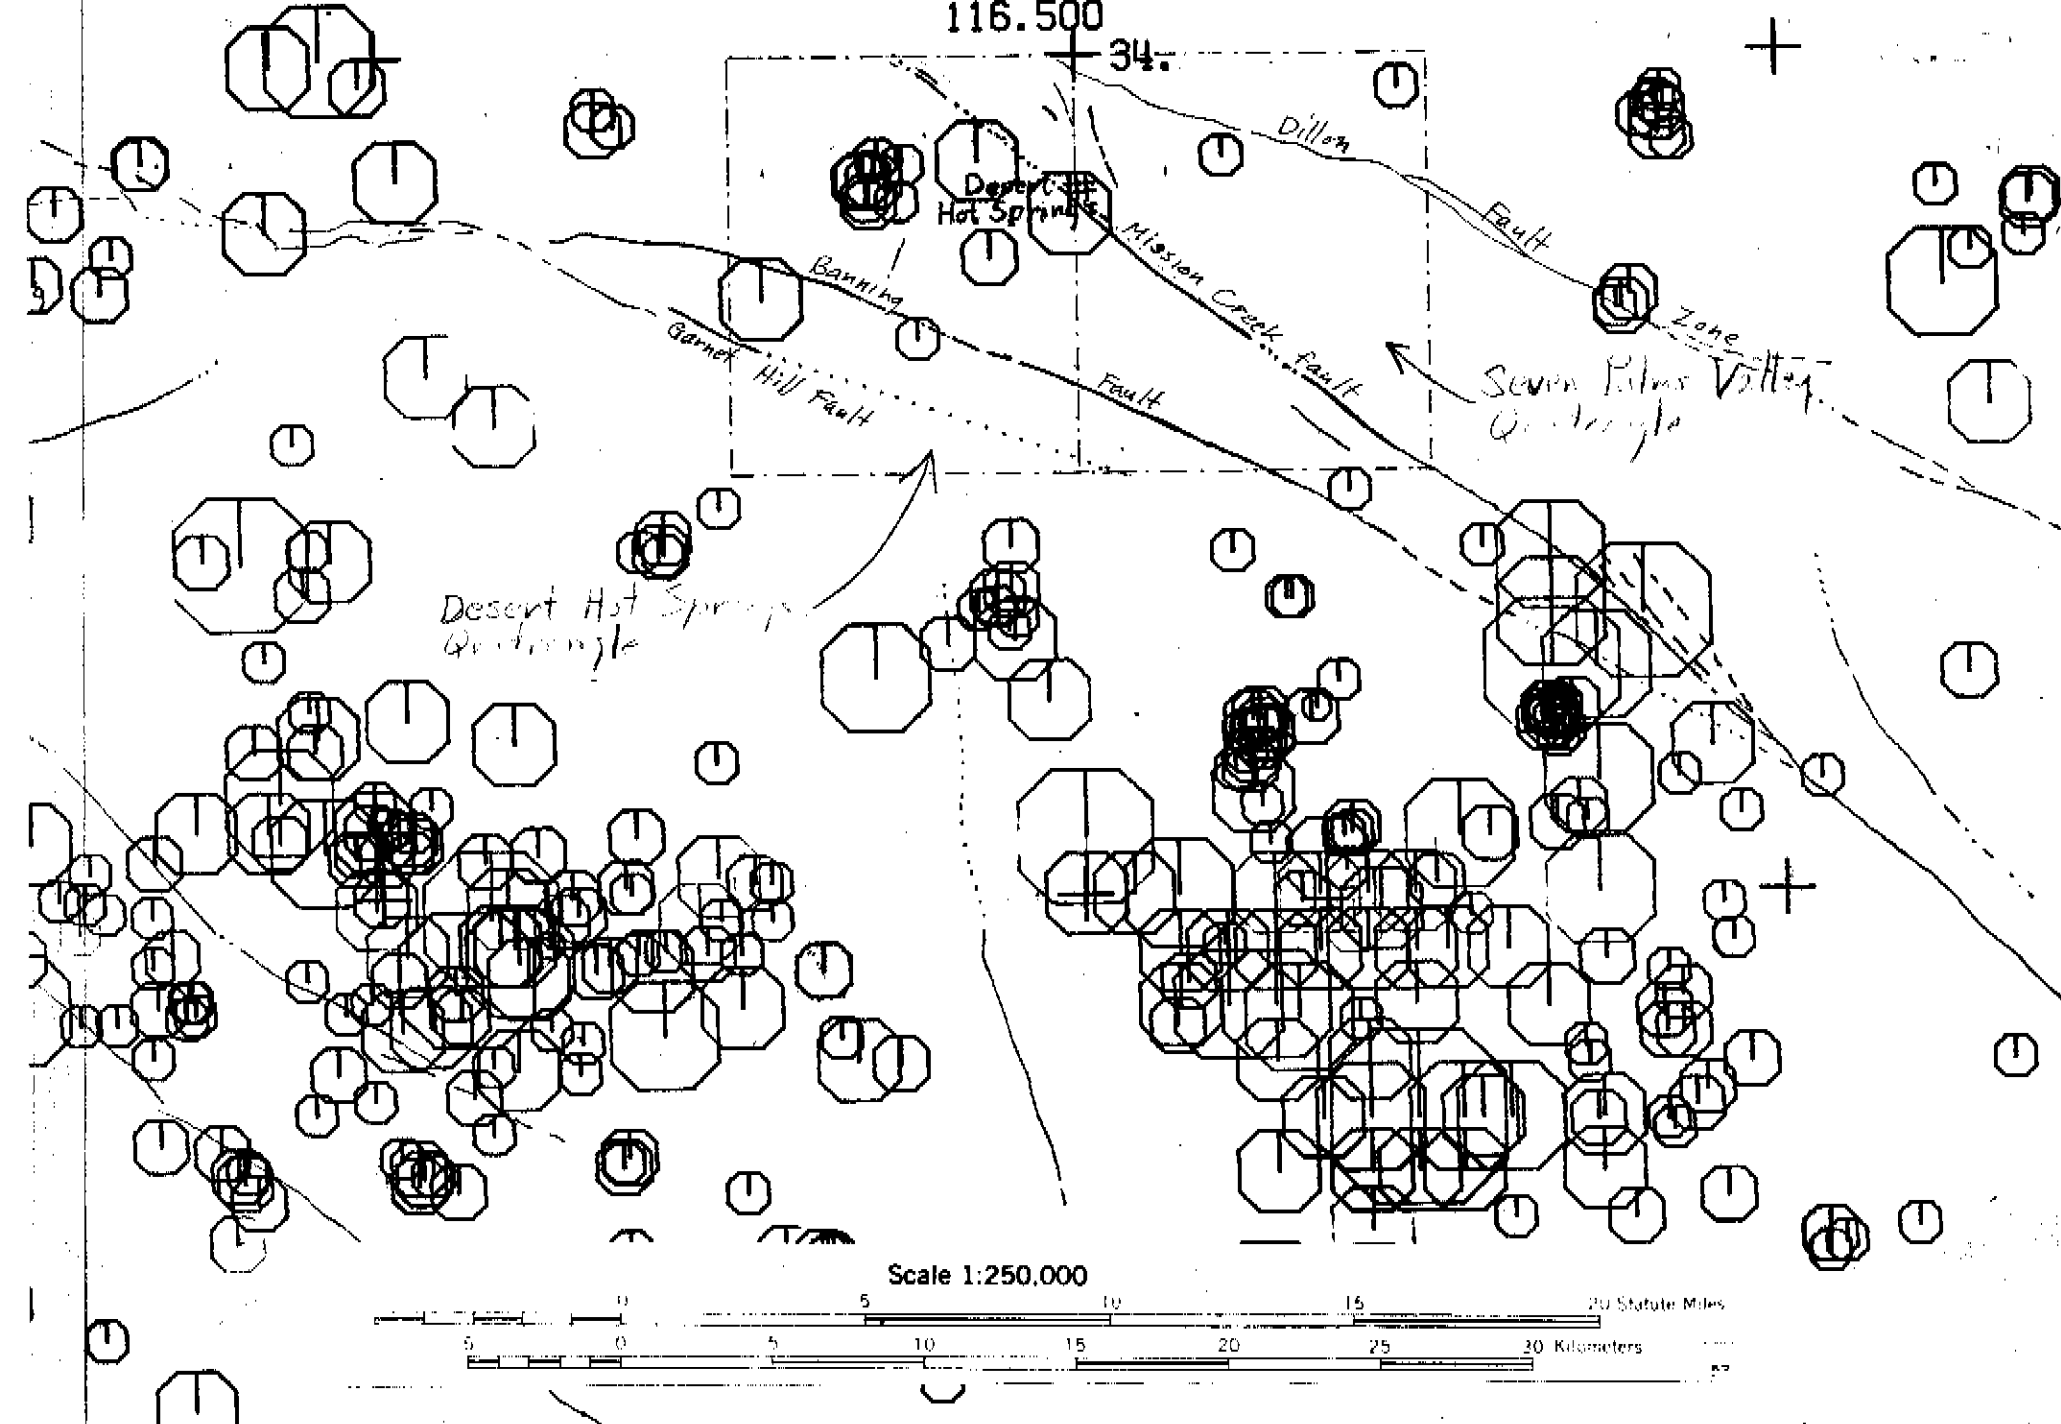 116.500
34.
Dillon
Desert
Hot Springs
Fault
9
Mission Creek Fault
Banning
Zone
Garnet
Hill Fault
Fault
Seven Palms Valley
Quadrangle
Desert Hot Springs
Quadrangle
Scale 1:250,000
0 5 10 15 20 Statute Miles
5 0 5 10 15 20 25 30 Kilometers